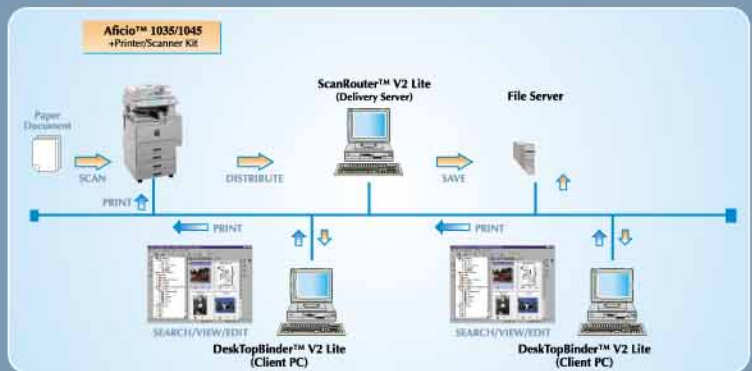 Aficio™ 1035/1045
+Printer/Scanner Kit
ScanRouter™ V2 Lite
(Delivery Server)
File Server
Paper
Document
SCAN
DISTRIBUTE
SAVE
PRINT
PRINT
PRINT
SEARCH/VIEW/EDIT
SEARCH/VIEW/EDIT
DeskTopBinder™ V2 Lite
(Client PC)
DeskTopBinder™ V2 Lite
(Client PC)